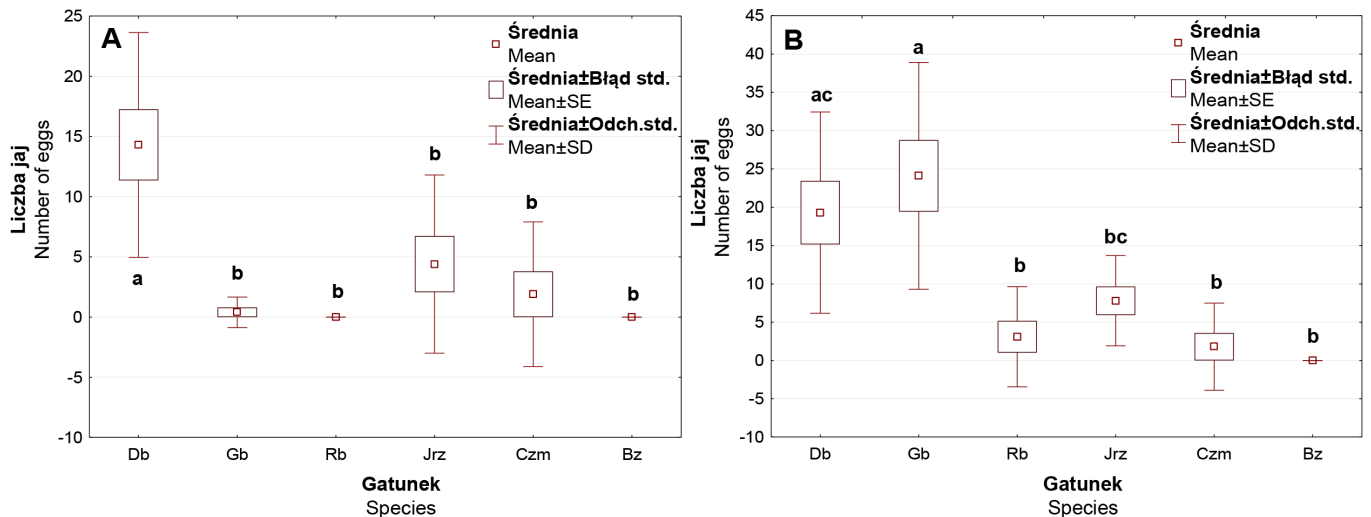 A
Średnia
Mean
Średnia±Błąd std.
Mean±SE
Średnia±Odch.std.
Mean±SD
Liczba jaj
Number of eggs
25
20
15
10
5
0
-5
-10
a
b
b
b
b
b
Db
Gb
Rb
Jrz
Czm
Bz
Gatunek
Species
B
Średnia
Mean
Średnia±Błąd std.
Mean±SE
Średnia±Odch.std.
Mean±SD
Liczba jaj
Number of eggs
45
40
35
30
25
20
15
10
5
0
-5
-10
ac
a
b
bc
b
b
Db
Gb
Rb
Jrz
Czm
Bz
Gatunek
Species